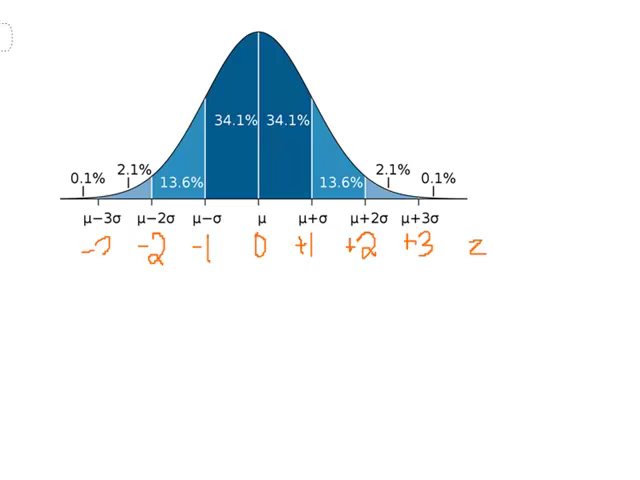 34.1% 34.1%
0.1% 2.1% 13.6% 13.6% 2.1% 0.1%
μ−3σ μ−2σ μ−σ μ μ+σ μ+2σ μ+3σ
-2 -1 0 +1 +2 +3 z